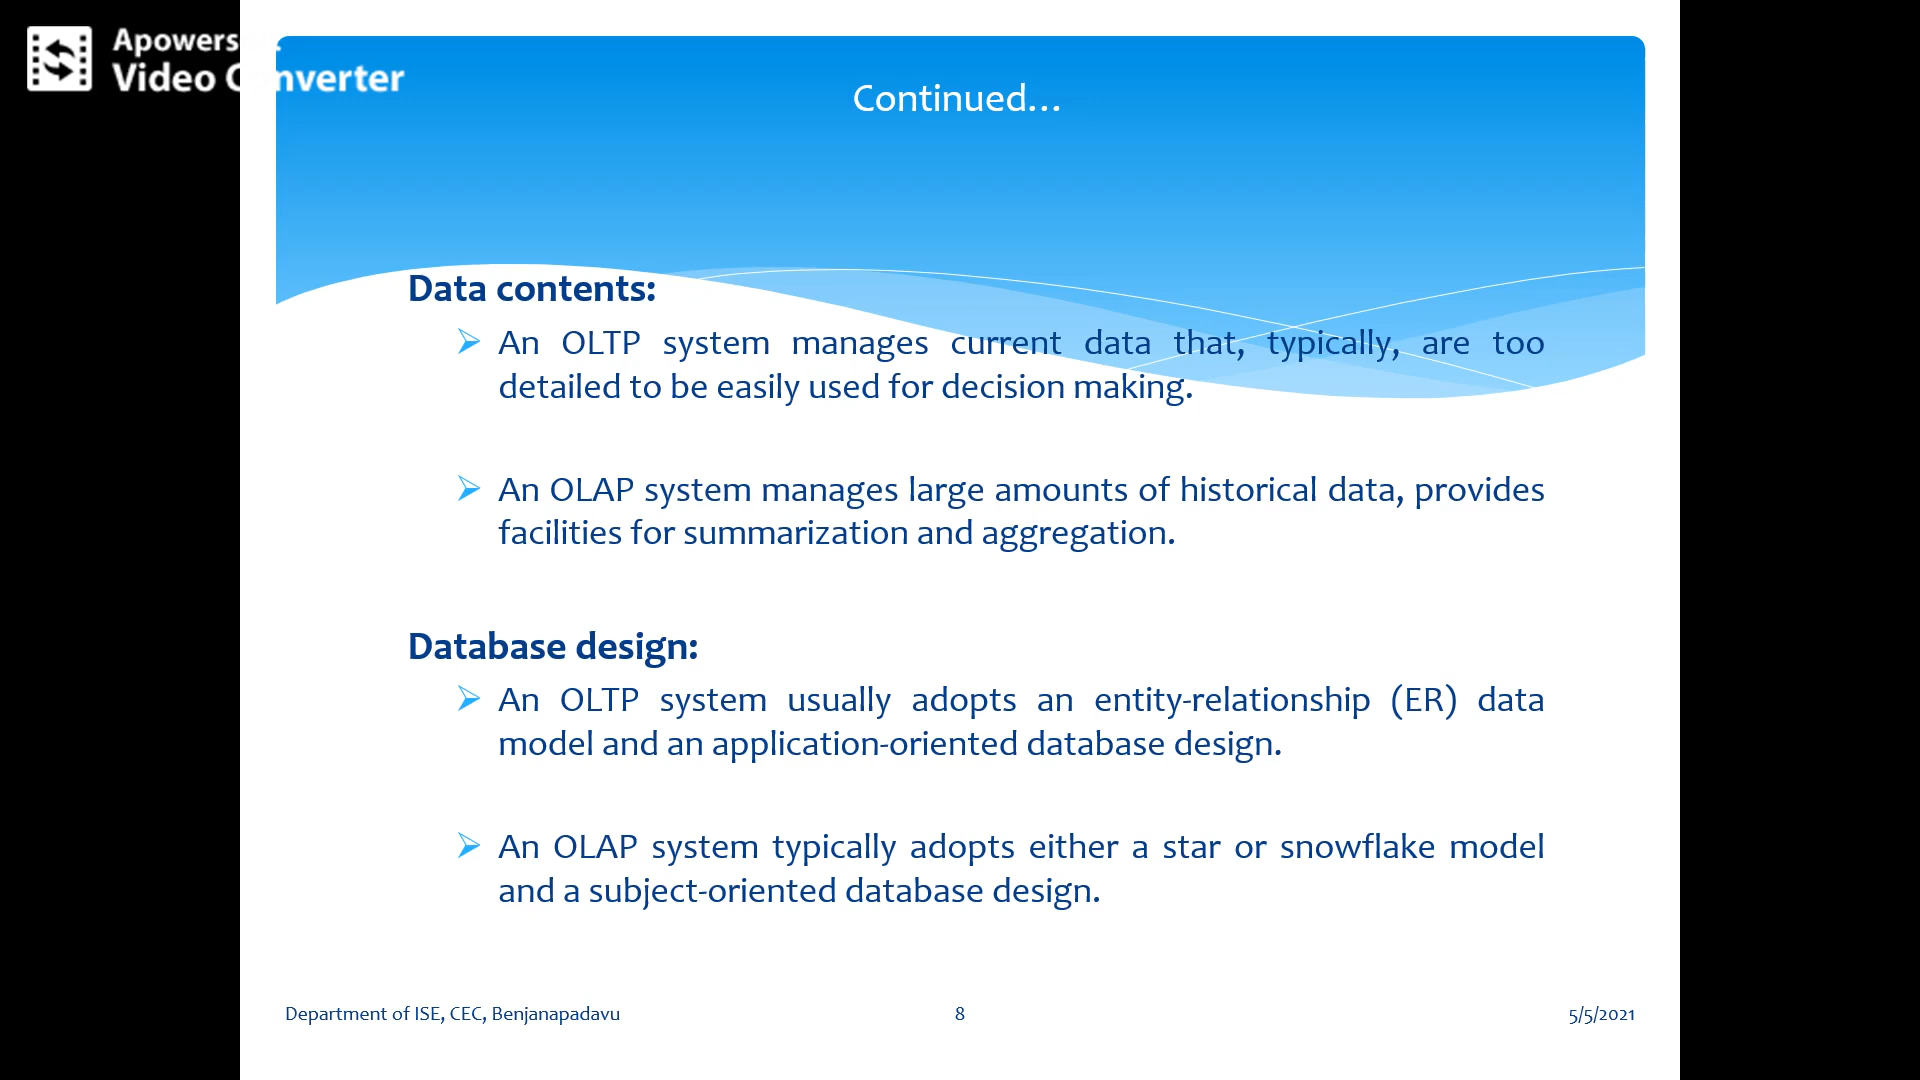 Apowers
Video Converter
Continued...
Data contents:
An OLTP system manages current data that, typically, are too
detailed to be easily used for decision making.
An OLAP system manages large amounts of historical data, provides
facilities for summarization and aggregation.
Database design:
An OLTP system usually adopts an entity-relationship (ER) data
model and an application-oriented database design.
An OLAP system typically adopts either a star or snowflake model
and a subject-oriented database design.
Department of ISE, CEC, Benjanapadavu
8
5/5/2021